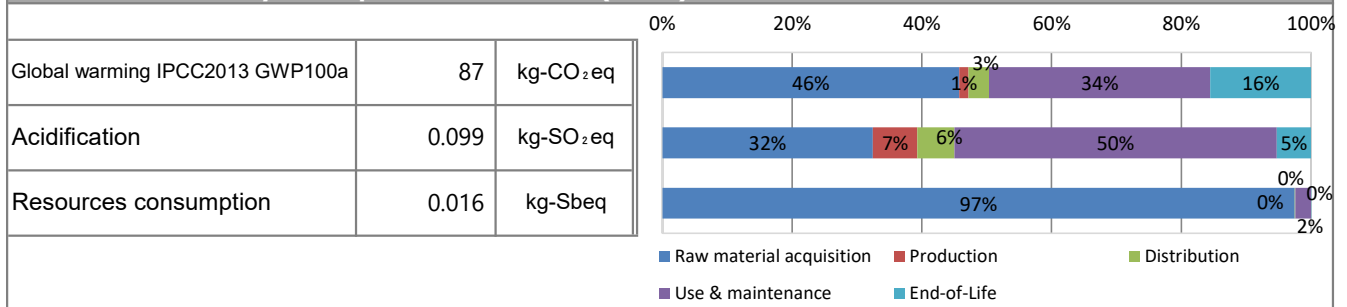 0% 20% 40% 60% 80% 100%
Global warming IPCC2013 GWP100a 87 kg-CO₂eq 46% 1% 3% 34% 16%
Acidification 0.099 kg-SO₂eq 32% 7% 6% 50% 5%
Resources consumption 0.016 kg-Sbeq 97% 0% 0% 2% 0%
Raw material acquisition Production Distribution
Use & maintenance End-of-Life